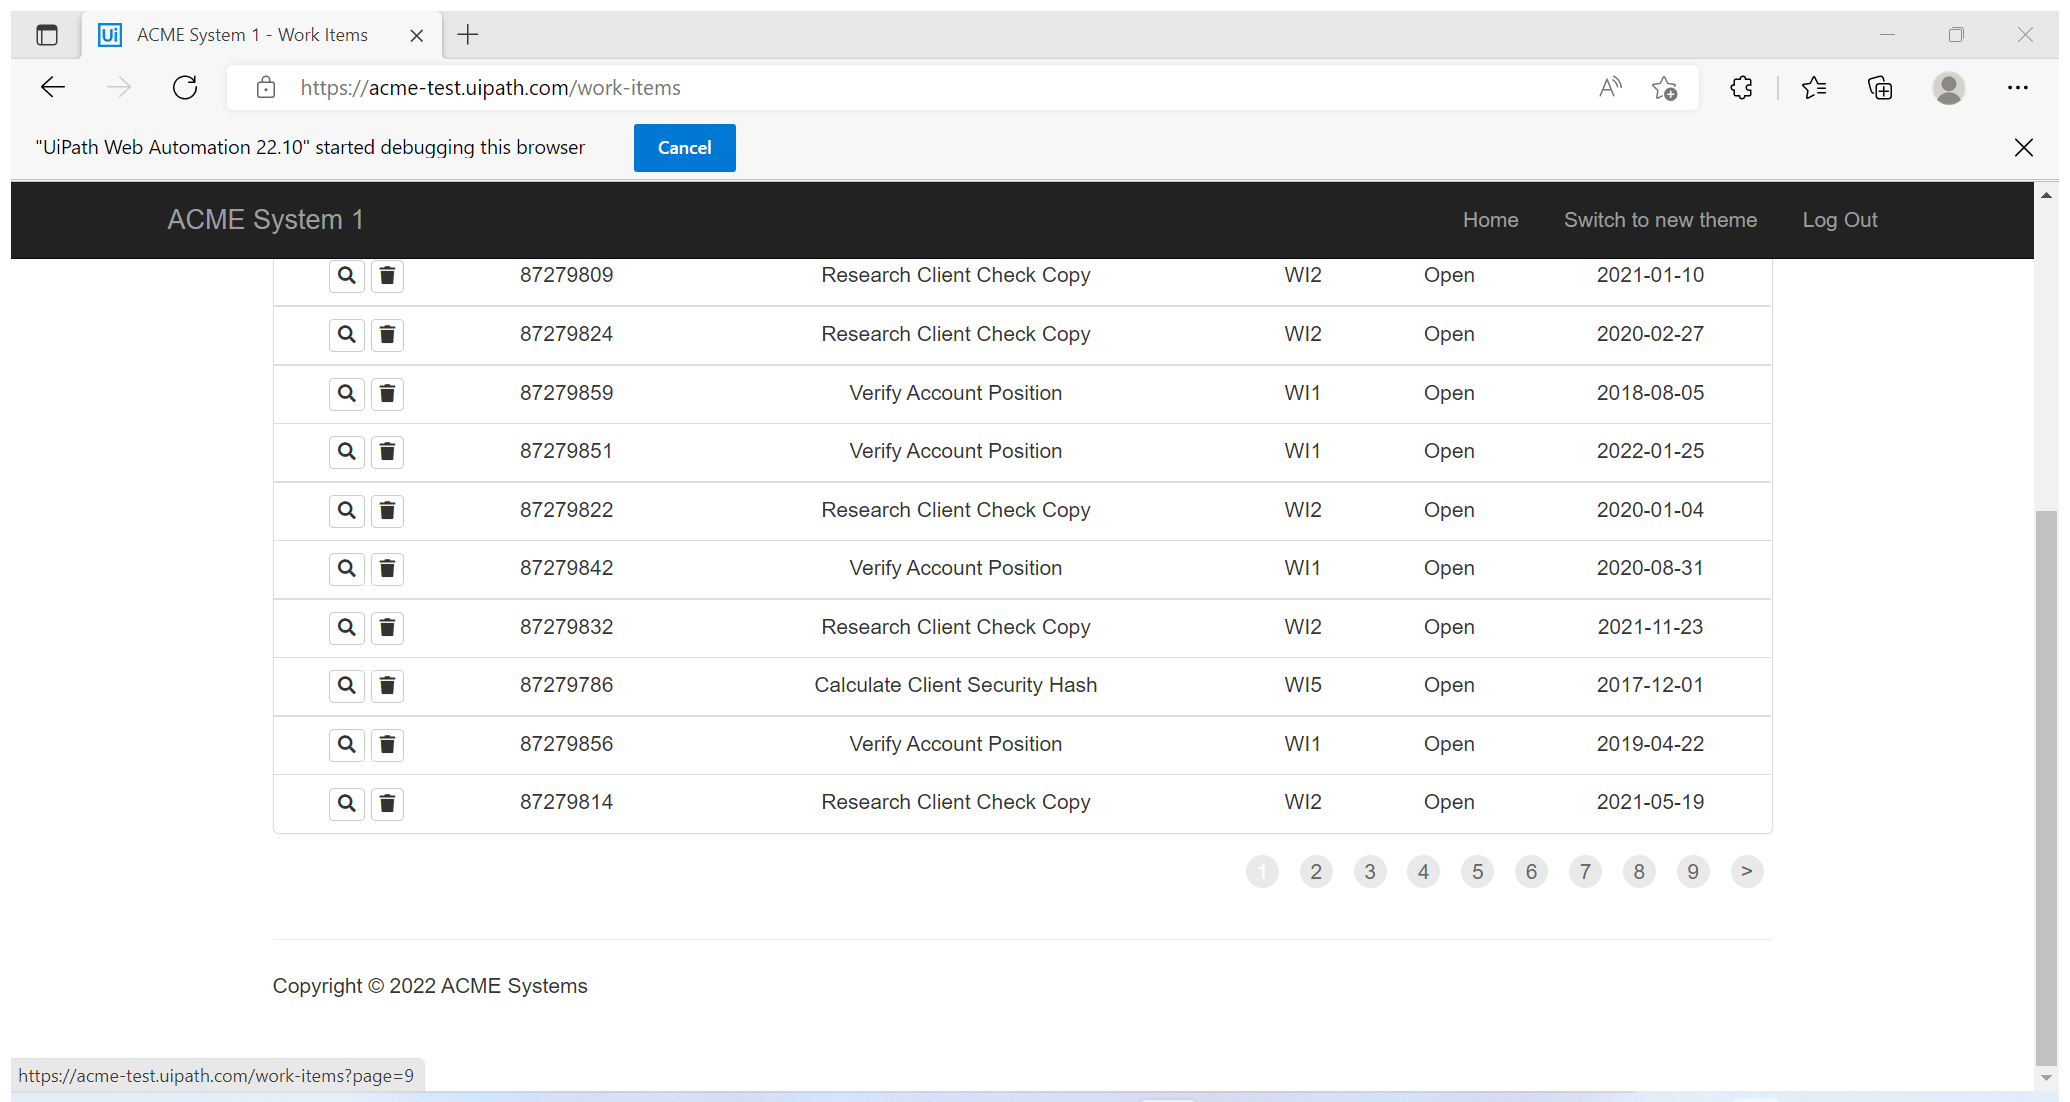 Ui ACME System 1 - Work Items
https://acme-test.uipath.com/work-items
"UiPath Web Automation 22.10" started debugging this browser Cancel
ACME System 1 Home Switch to new theme Log Out
87279809 Research Client Check Copy WI2 Open 2021-01-10
87279824 Research Client Check Copy WI2 Open 2020-02-27
87279859 Verify Account Position WI1 Open 2018-08-05
87279851 Verify Account Position WI1 Open 2022-01-25
87279822 Research Client Check Copy WI2 Open 2020-01-04
87279842 Verify Account Position WI1 Open 2020-08-31
87279832 Research Client Check Copy WI2 Open 2021-11-23
87279786 Calculate Client Security Hash WI5 Open 2017-12-01
87279856 Verify Account Position WI1 Open 2019-04-22
87279814 Research Client Check Copy WI2 Open 2021-05-19
1 2 3 4 5 6 7 8 9 >
Copyright © 2022 ACME Systems
https://acme-test.uipath.com/work-items?page=9